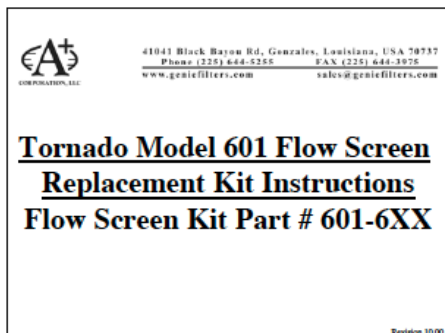 A+
CORPORATION, LLC
41041 Black Bayou Rd, Gonzales, Louisiana, USA 70737
Phone (225) 644-5255 FAX (225) 644-3975
www.geniefilters.com sales@geniefilters.com
Tornado Model 601 Flow Screen
Replacement Kit Instructions
Flow Screen Kit Part # 601-6XX
Revision 10.00